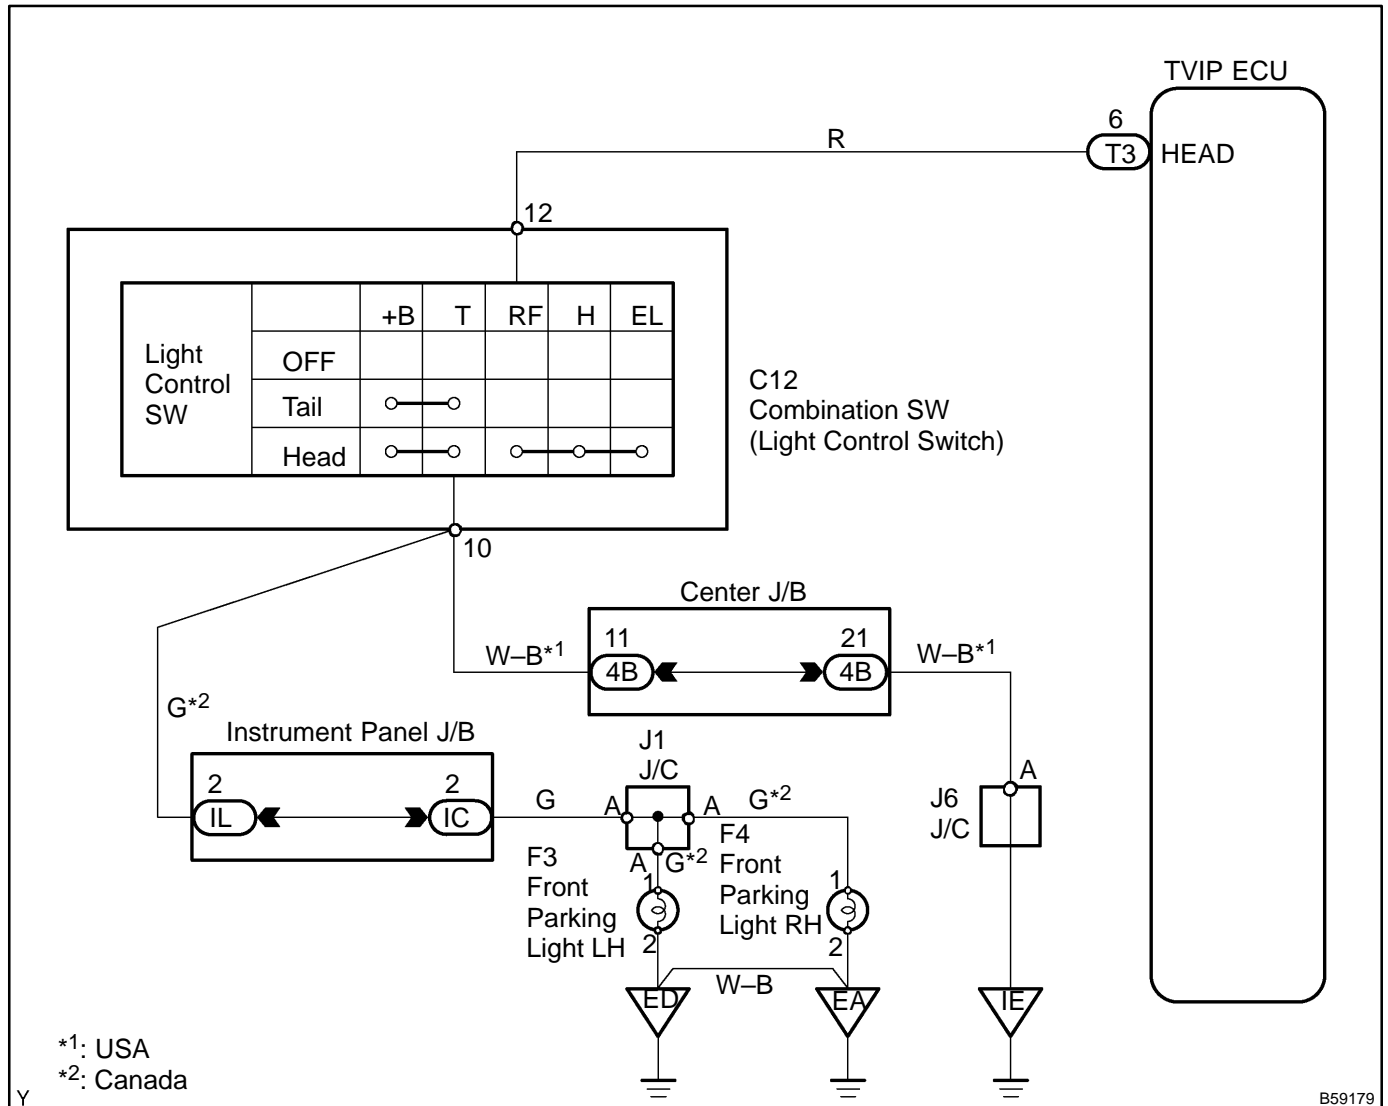 TVIP ECU
6
T3
HEAD
R
12
Light
Control
SW
+B T RF H EL
OFF
Tail
Head
C12
Combination SW
(Light Control Switch)
10
Center J/B
W–B*1
11
4B
21
4B
W–B*1
G*2
Instrument Panel J/B
2
IL
2
IC
G
J1
J/C
A
A
G*2
A
G*2
F3
Front
Parking
Light LH
1
2
F4
Front
Parking
Light RH
1
2
J6
J/C
A
W–B
ED
EA
IE
*1: USA
*2: Canada
Y
B59179